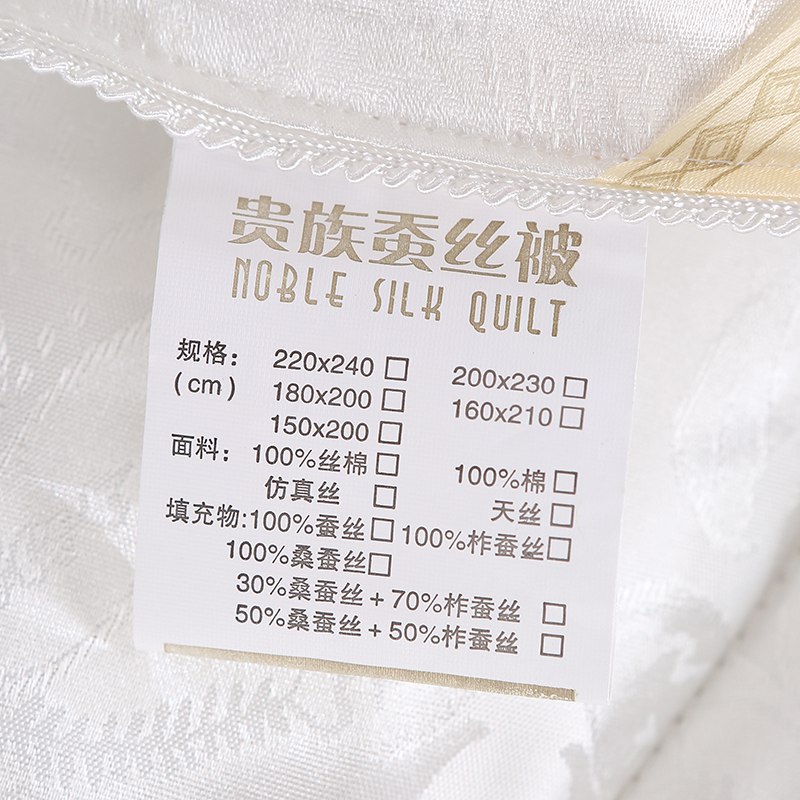 贵族蚕丝被
NOBLE SILK QUILT
规格: 220x240 □ 200x230 □
(cm) 180x200 □ 160x210 □
150x200 □
面料: 100%丝棉 □ 100%棉 □
仿真丝 □ 天丝 □
填充物:100%蚕丝 □ 100%柞蚕丝 □
100%桑蚕丝 □
30%桑蚕丝+70%柞蚕丝 □
50%桑蚕丝+50%柞蚕丝 □